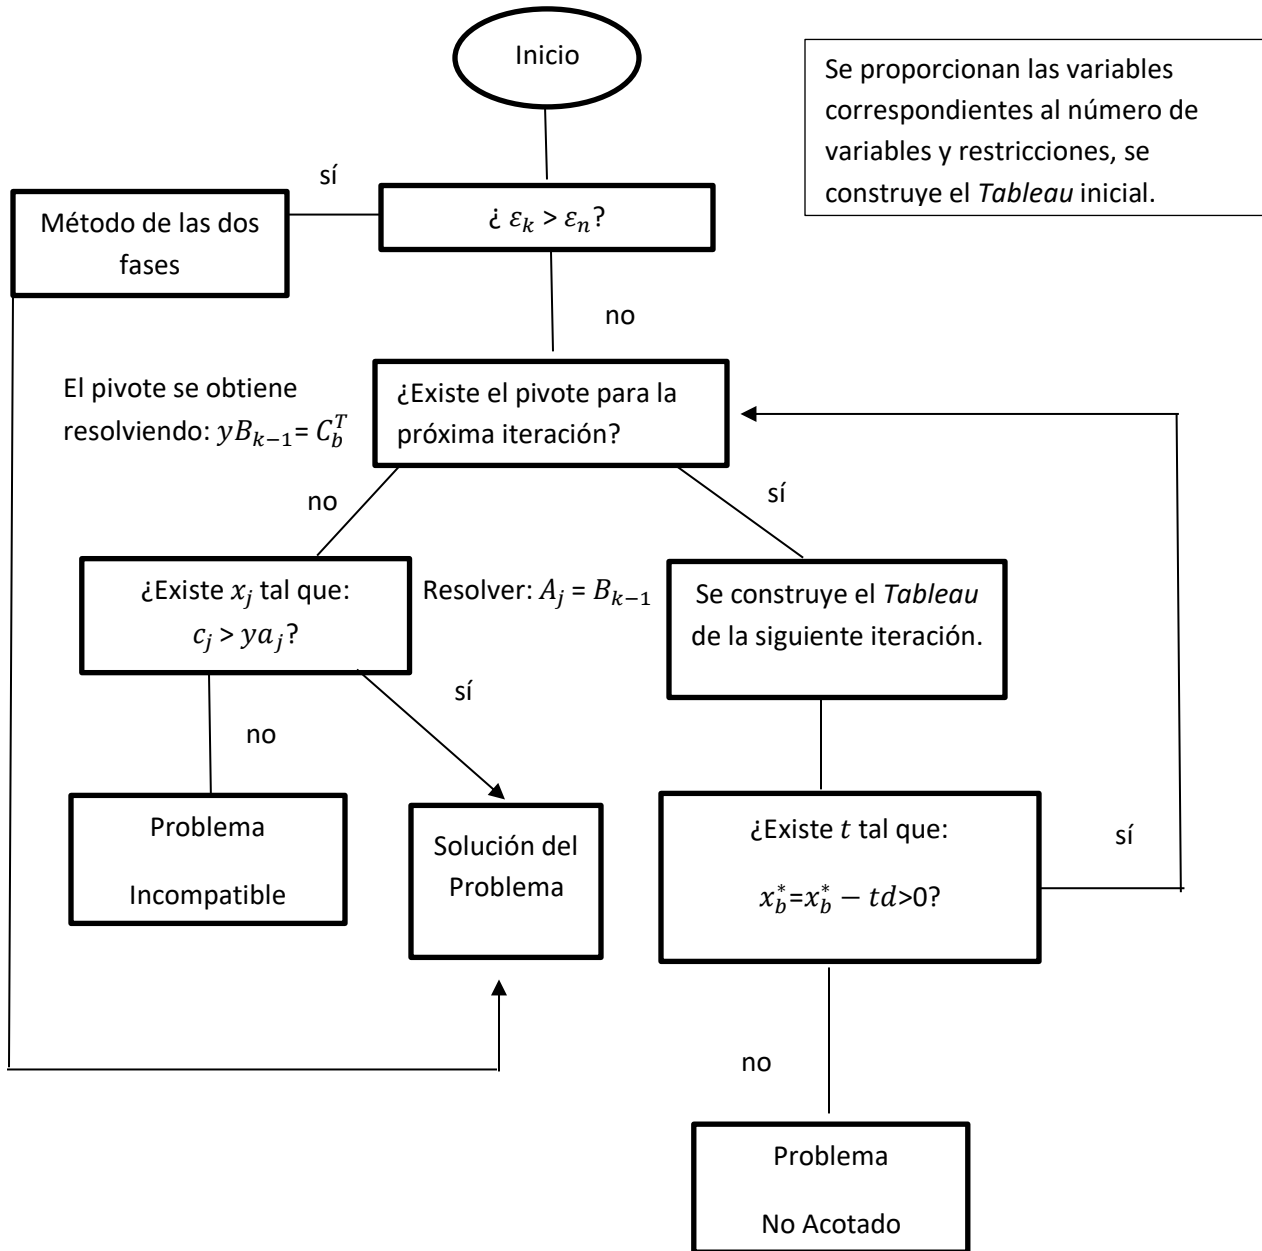 Inicio
Se proporcionan las variables
correspondientes al número de
variables y restricciones, se
construye el Tableau inicial.
sí
¿ εₖ > εₙ?
Método de las dos
fases
no
El pivote se obtiene
resolviendo: yBₖ₋₁= C_b^T
¿Existe el pivote para la
próxima iteración?
no
sí
¿Existe xⱼ tal que:
cⱼ > yaⱼ?
Resolver: Aⱼ = Bₖ₋₁
Se construye el Tableau
de la siguiente iteración.
sí
no
Problema
Incompatible
Solución del
Problema
¿Existe t tal que:
x_b^*=x_b^* − td>0?
sí
no
Problema
No Acotado